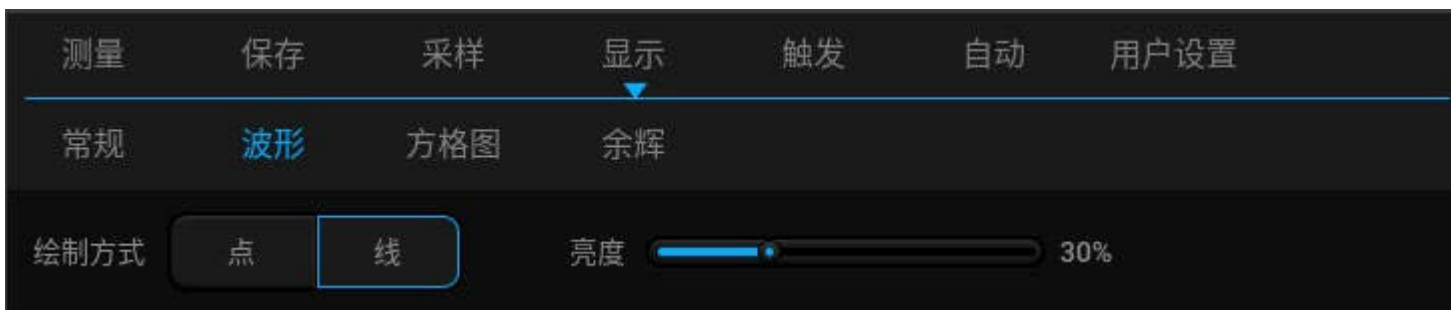 测量 保存 采样 显示 触发 自动 用户设置
常规 波形 方格图 余辉
绘制方式 点 线 亮度 30%